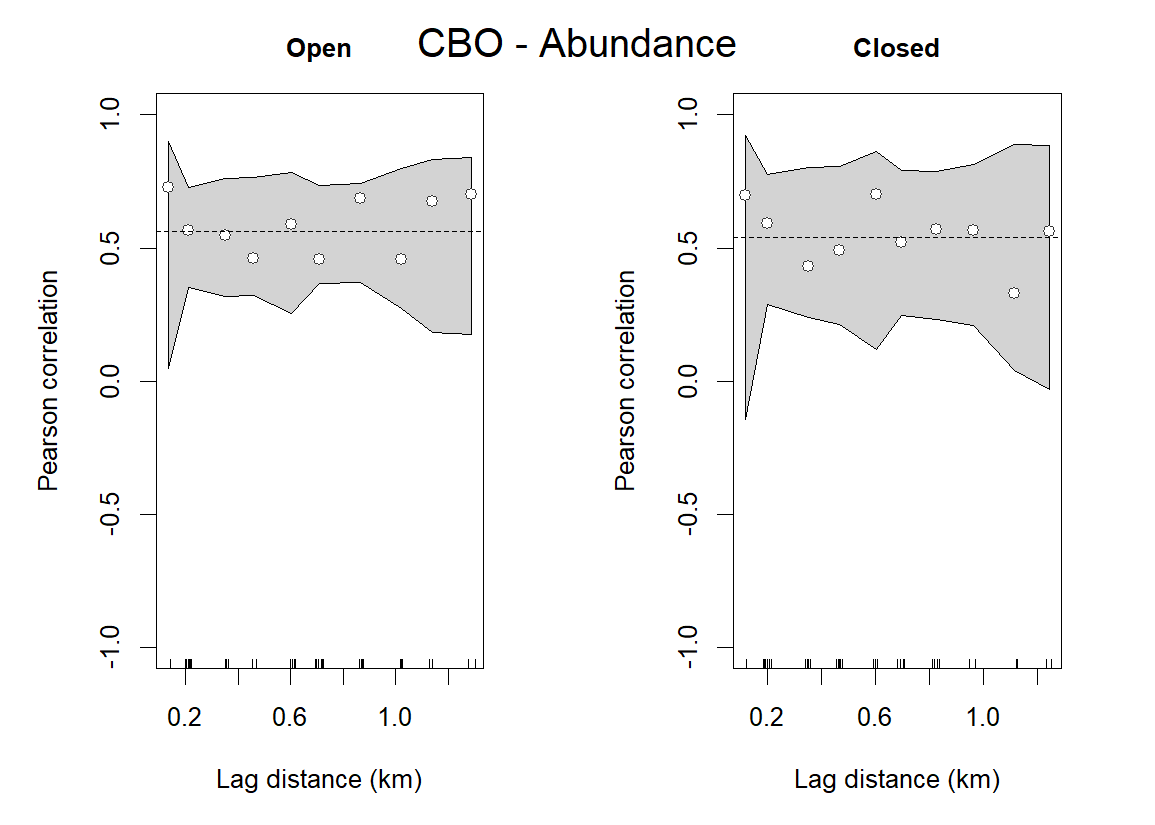 CBO - Abundance
Open
Closed
Pearson correlation
1.0
0.5
0.0
-0.5
-1.0
0.2 0.6 1.0
Lag distance (km)
Pearson correlation
1.0
0.5
0.0
-0.5
-1.0
0.2 0.6 1.0
Lag distance (km)